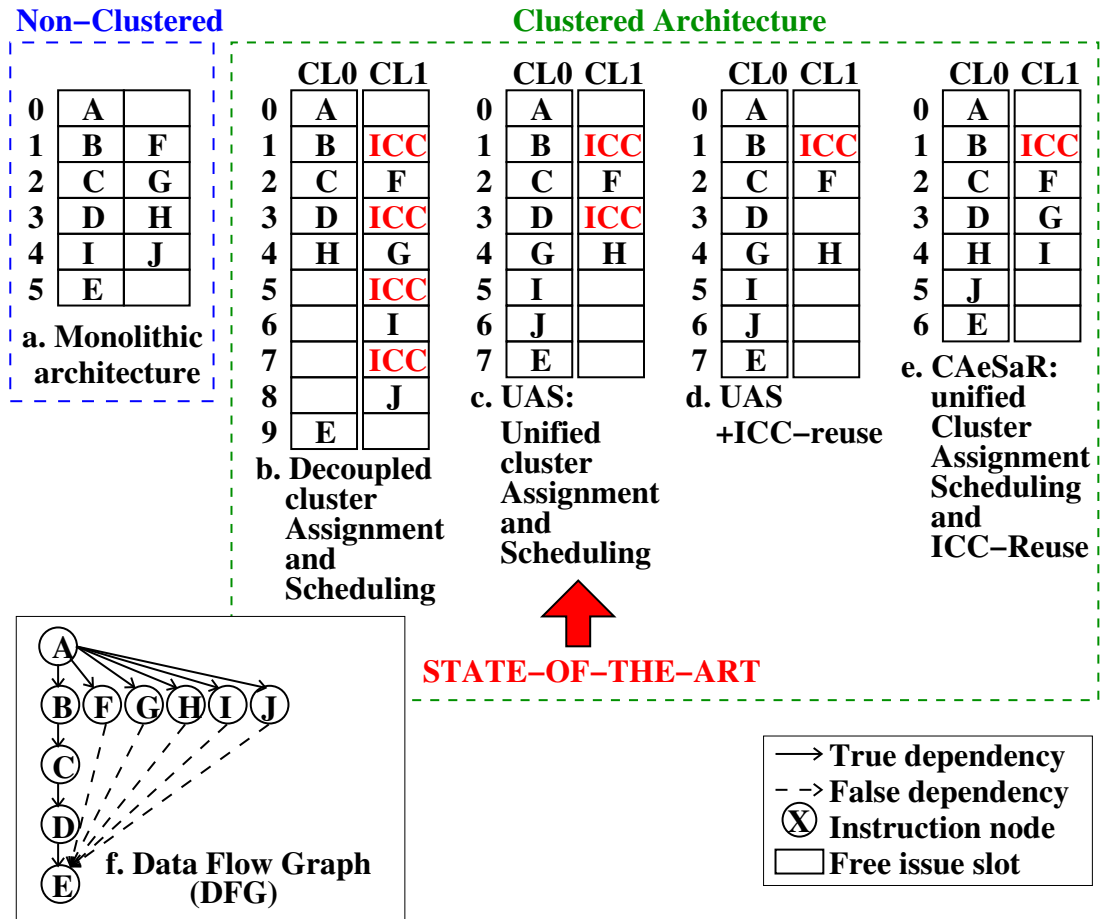 Non−Clustered
Clustered Architecture
0 A
1 B F
2 C G
3 D H
4 I J
5 E
a. Monolithic
architecture
CL0 CL1
0 A
1 B ICC
2 C F
3 D ICC
4 H G
5 ICC
6 I
7 ICC
8 J
9 E
b. Decoupled
cluster
Assignment
and
Scheduling
CL0 CL1
0 A
1 B ICC
2 C F
3 D ICC
4 G H
5 I
6 J
7 E
c. UAS:
Unified
cluster
Assignment
and
Scheduling
CL0 CL1
0 A
1 B ICC
2 C F
3 D
4 G H
5 I
6 J
7 E
d. UAS
+ICC−reuse
CL0 CL1
0 A
1 B ICC
2 C F
3 D G
4 H I
5 J
6 E
e. CAeSaR:
unified
Cluster
Assignment
Scheduling
and
ICC−Reuse
STATE−OF−THE−ART
A
B F G H I J
C
D
E
f. Data Flow Graph
(DFG)
True dependency
False dependency
X Instruction node
Free issue slot